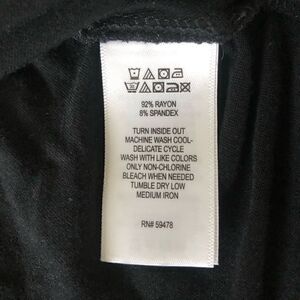 92% RAYON
8% SPANDEX
TURN INSIDE OUT
MACHINE WASH COOL-
DELICATE CYCLE
WASH WITH LIKE COLORS
ONLY NON-CHLORINE
BLEACH WHEN NEEDED
TUMBLE DRY LOW
MEDIUM IRON
RN# 59478